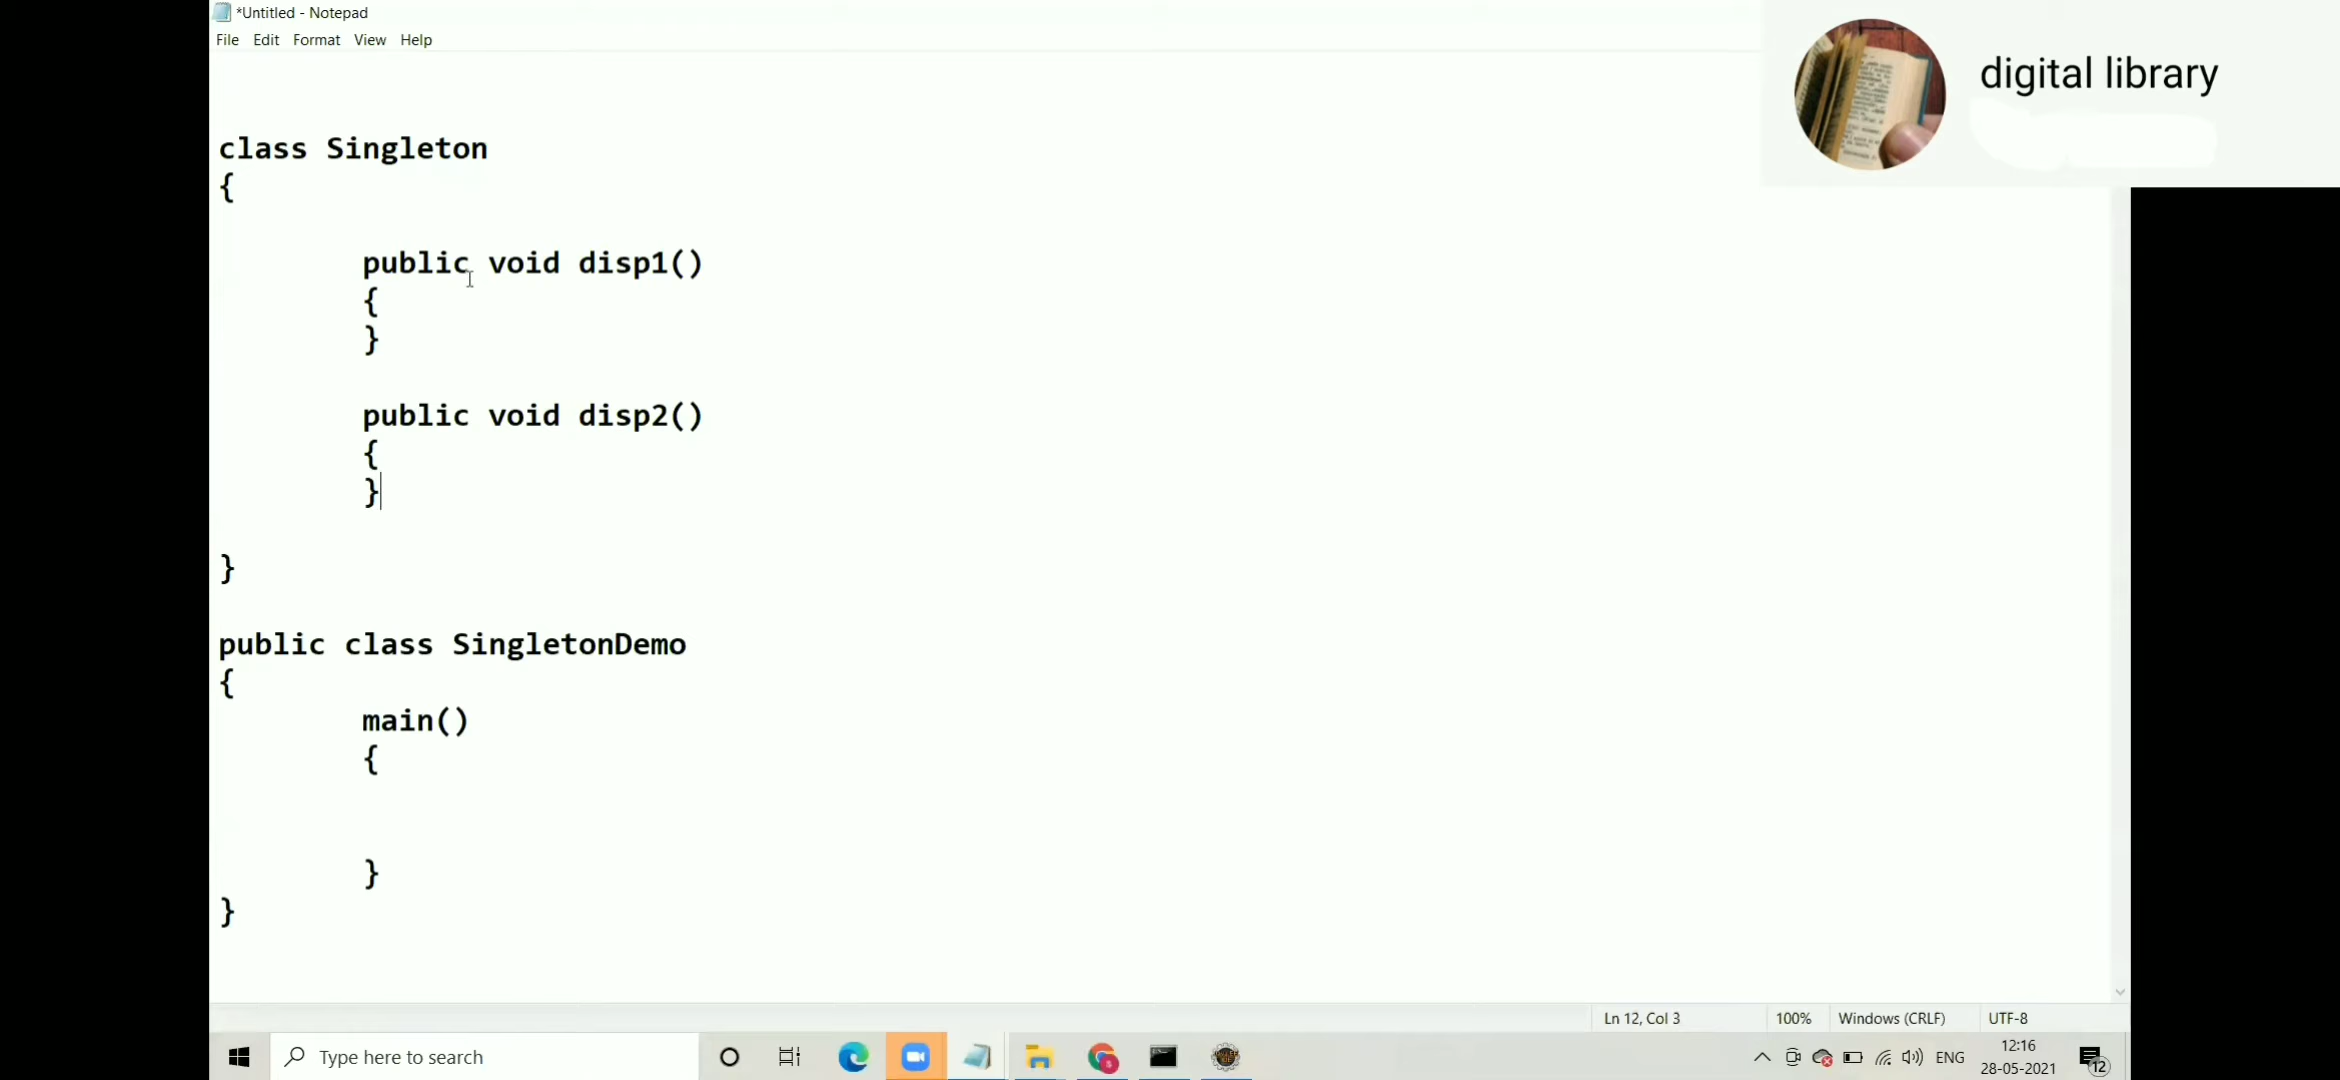 *Untitled - Notepad
File Edit Format View Help
digital library
class Singleton
{
public void disp1()
{
}
public void disp2()
{
}
}
public class SingletonDemo
{
main()
{
}
}
Ln 12, Col 3 100% Windows (CRLF) UTF-8
Type here to search
ENG
12:16
28-05-2021
12